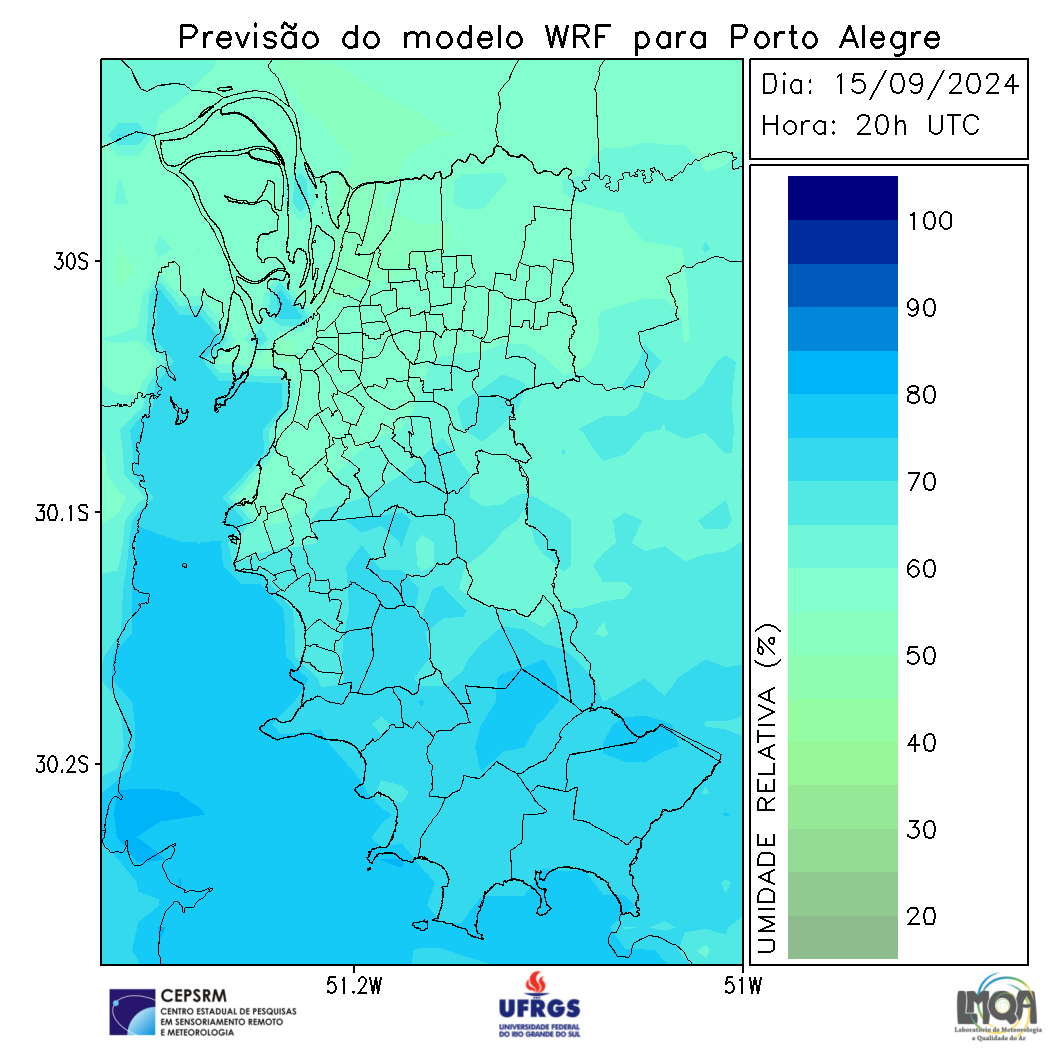 Previsão do modelo WRF para Porto Alegre
Dia: 15/09/2024
Hora: 20h UTC
30S
30.1S
30.2S
51.2W
51W
100
90
80
70
60
50
40
30
20
UMIDADE RELATIVA (%)
CEPSRM
CENTRO ESTADUAL DE PESQUISAS
EM SENSORIAMENTO REMOTO
E METEOROLOGIA
UFRGS
UNIVERSIDADE FEDERAL
DO RIO GRANDE DO SUL
LMQA
Laboratório de Meteorologia
e Qualidade do Ar